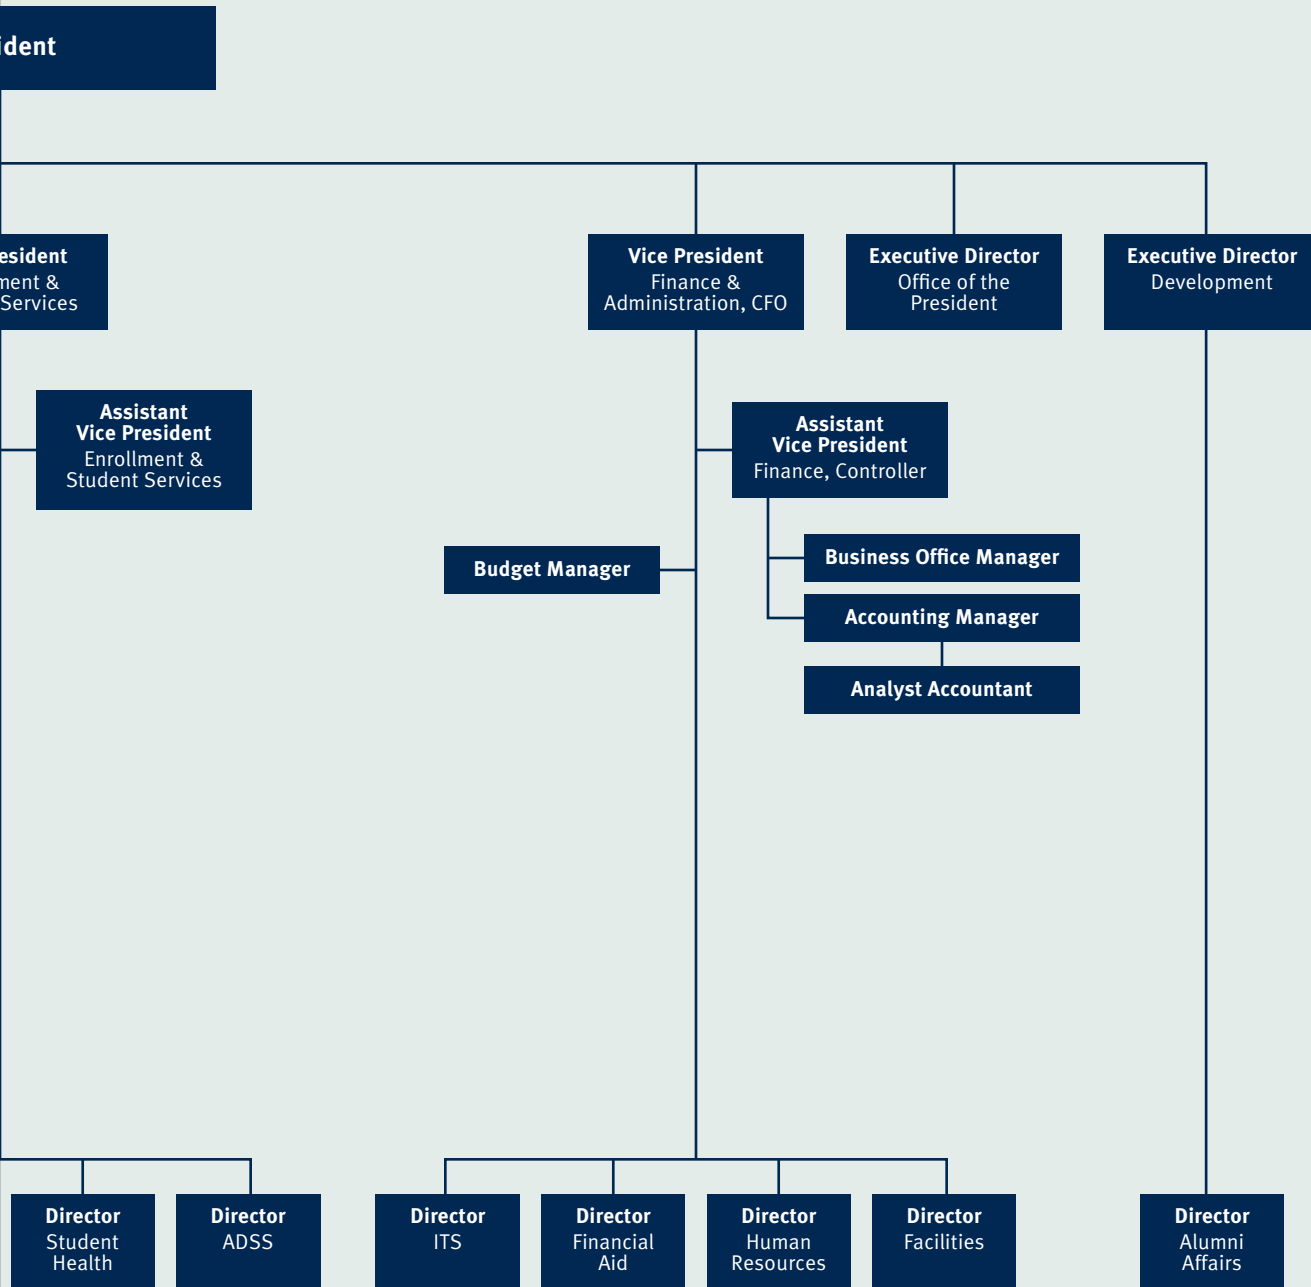 ident
esident
ment &
Services
Vice President
Finance &
Administration, CFO
Executive Director
Office of the
President
Executive Director
Development
Assistant
Vice President
Enrollment &
Student Services
Assistant
Vice President
Finance, Controller
Budget Manager
Business Office Manager
Accounting Manager
Analyst Accountant
Director
Student
Health
Director
ADSS
Director
ITS
Director
Financial
Aid
Director
Human
Resources
Director
Facilities
Director
Alumni
Affairs